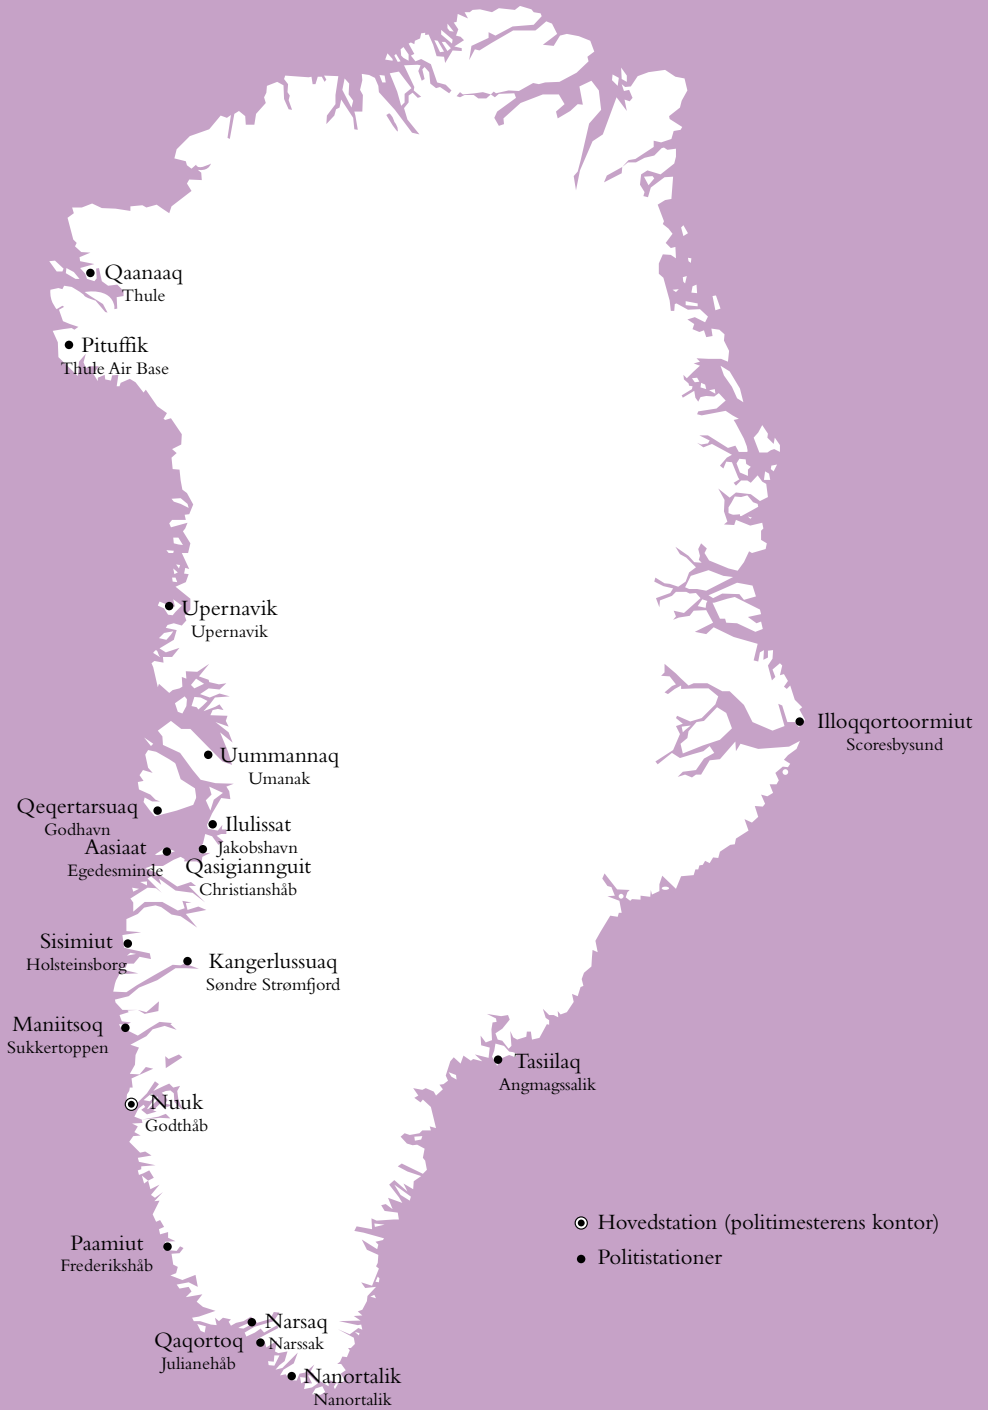 Qaanaaq
Thule
Pituffik
Thule Air Base
Upernavik
Upernavik
Illoqqortoormiut
Scoresbysund
Uummannaq
Umanak
Qeqertarsuaq
Godhavn
Ilulissat
Jakobshavn
Aasiaat
Egedesminde
Qasigiannguit
Christianshåb
Sisimiut
Holsteinsborg
Kangerlussuaq
Søndre Strømfjord
Maniitsoq
Sukkertoppen
Tasiilaq
Angmagssalik
Nuuk
Godthåb
Hovedstation (politimesterens kontor)
Politistationer
Paamiut
Frederikshåb
Narsaq
Narssak
Qaqortoq
Julianehåb
Nanortalik
Nanortalik